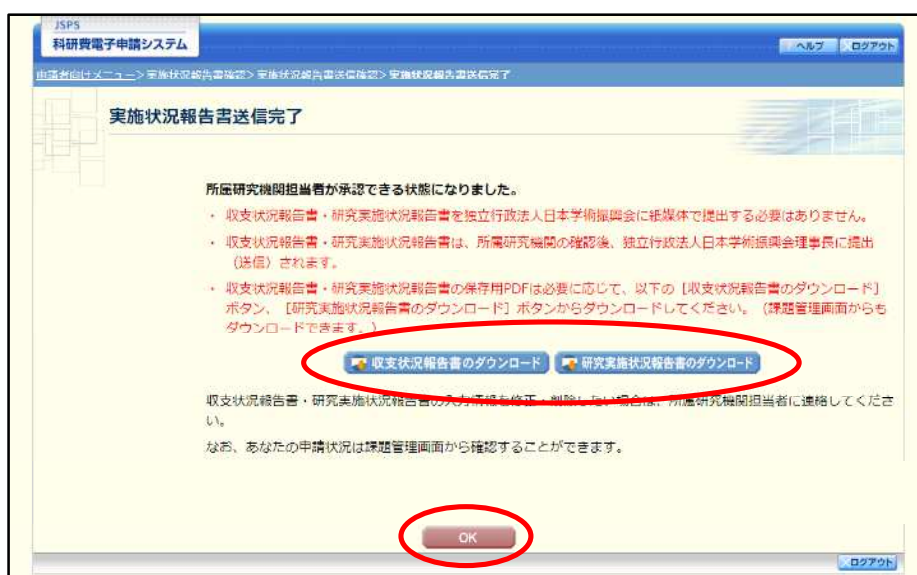 JSPS
科研費電子申請システム
ヘルプ
ログアウト
申請者向けメニュー>実施状況報告書確認>実施状況報告書送信確認>実施状況報告書送信完了
実施状況報告書送信完了
所属研究機関担当者が承認できる状態になりました。
・ 収支状況報告書・研究実施状況報告書を独立行政法人日本学術振興会に紙媒体で提出する必要はありません。
・ 収支状況報告書・研究実施状況報告書は、所属研究機関の確認後、独立行政法人日本学術振興会理事長に提出
（送信）されます。
・ 収支状況報告書・研究実施状況報告書の保存用PDFは必要に応じて、以下の［収支状況報告書のダウンロード］
ボタン、［研究実施状況報告書のダウンロード］ボタンからダウンロードしてください。（課題管理画面からも
ダウンロードできます。）
収支状況報告書のダウンロード
研究実施状況報告書のダウンロード
収支状況報告書・研究実施状況報告書の入力情報を修正・削除したい場合は、所属研究機関担当者に連絡してくださ
い。
なお、あなたの申請状況は課題管理画面から確認することができます。
OK
ログアウト